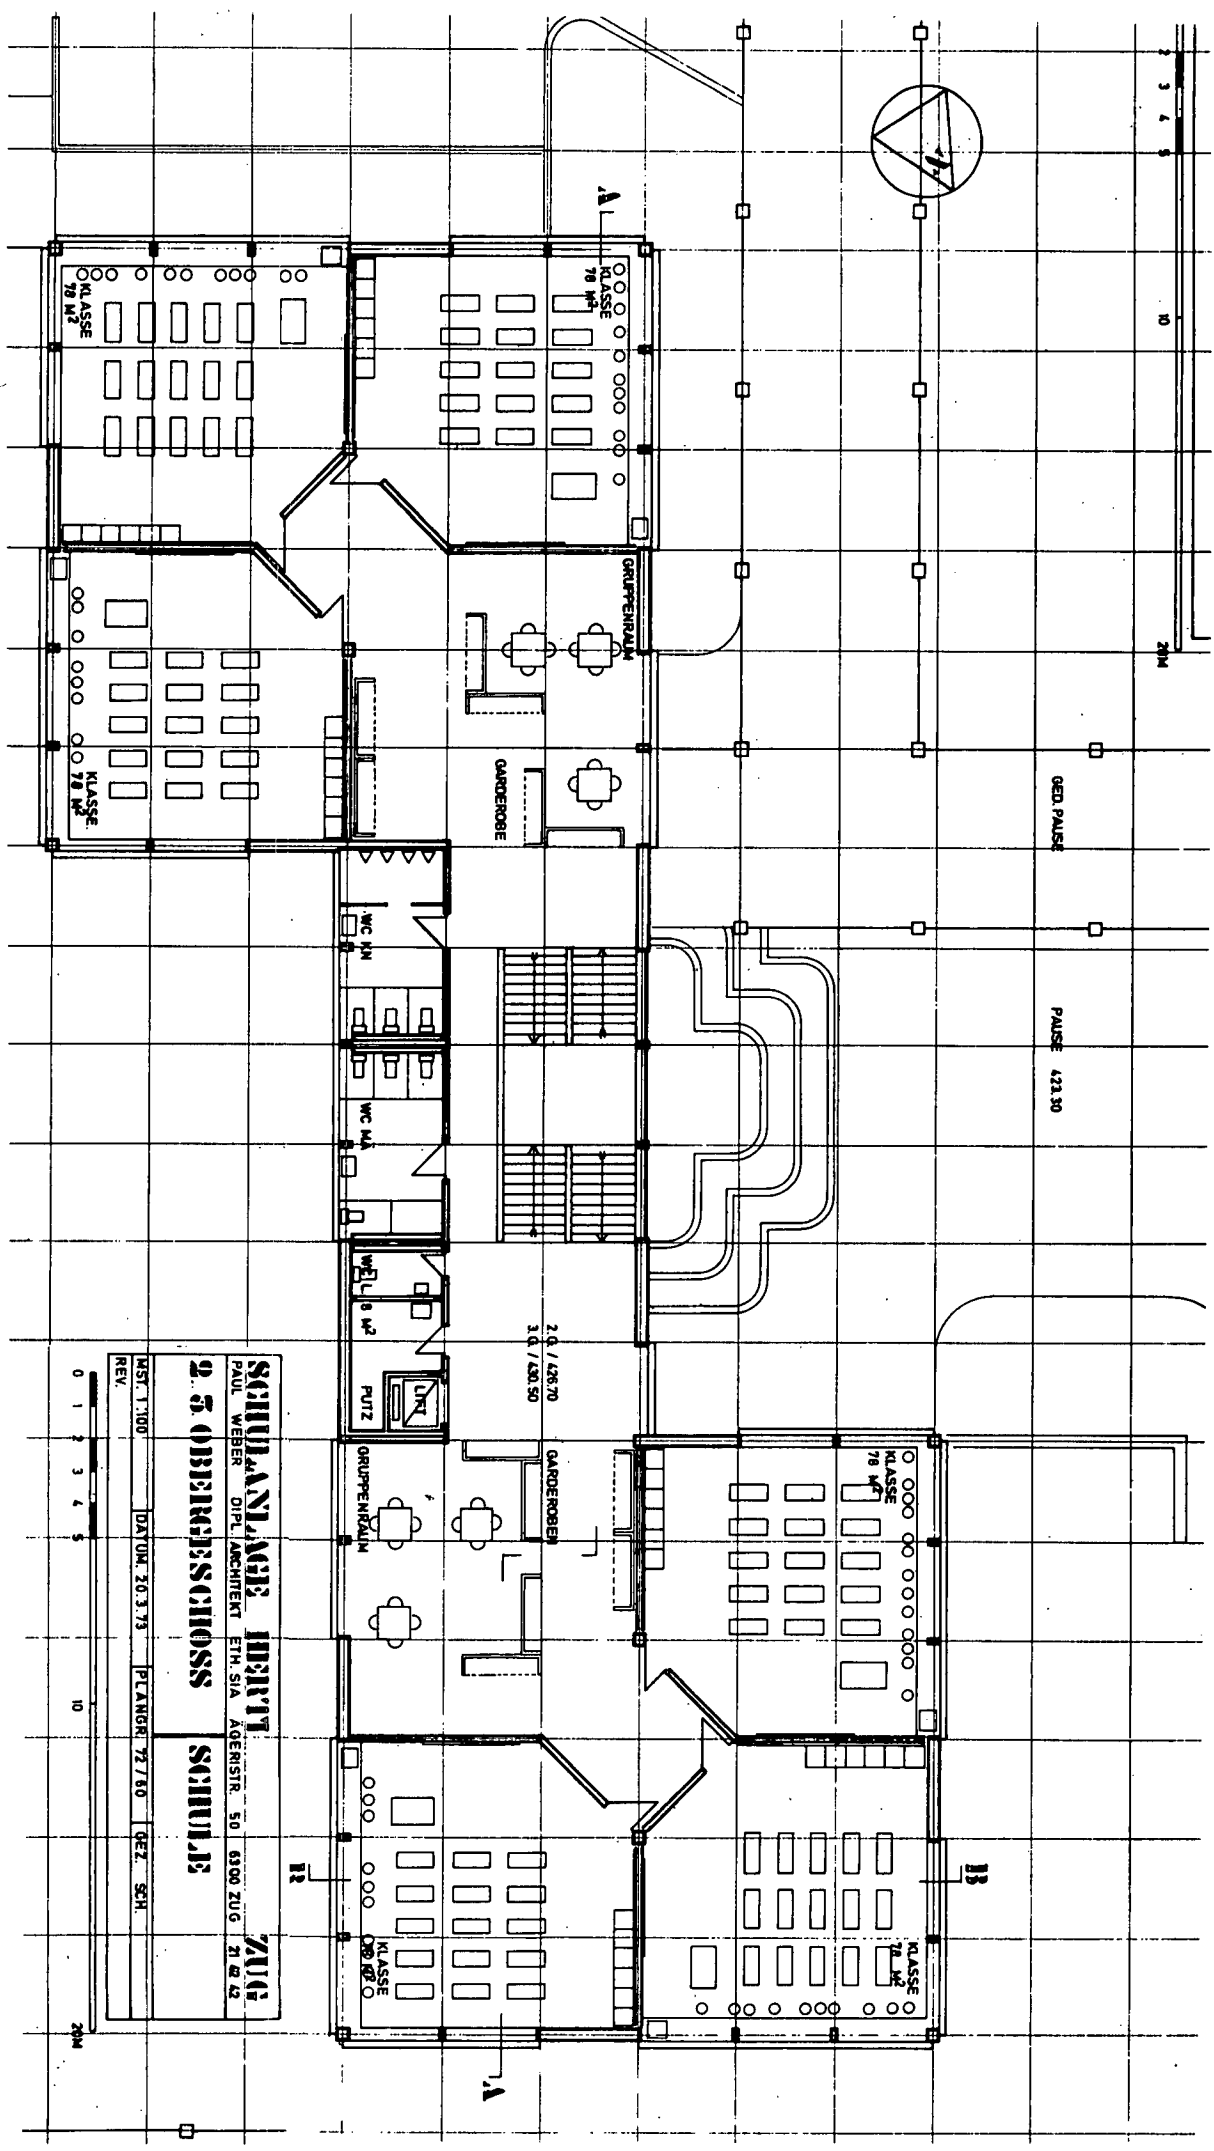 2 3 4 5 10 20M
GED. PAUSE
PAUSE 423.30
A
KLASSE
78 M²
KLASSE
78 M²
GRUPPENRAUM
GARDEROBE
KLASSE
78 M²
WC KN
WC MÄ
WC L
8 M²
LIFT
PUTZ
2.G. / 426.70
3.G. / 430.50
GARDEROBEN
GRUPPENRAUM
KLASSE
78 M²
KLASSE
78 M²
KLASSE
B
B
A
SCHULANLAGE HERTI ZUG
PAUL WEBER DIPL. ARCHITEKT ETH. SIA ÄGERISTR. 50 6300 ZUG 21 42 42
2. 3. OBERGESCHOSS SCHULE
MST. 1:100 DATUM. 20.3.73 PLANGR. 72 / 60 GEZ. SCH.
REV.
0 1 2 3 4 5 10 20M